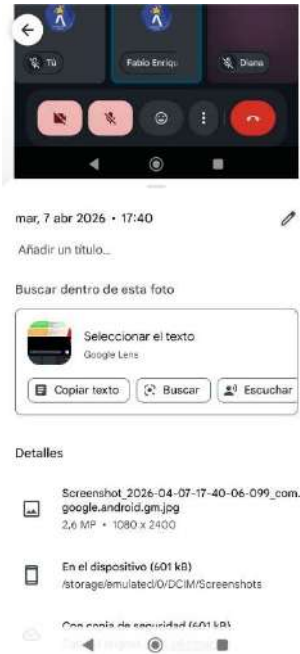 Tú
Fabio Enriqu
Diana
mar, 7 abr 2026 • 17:40
Añadir un título...
Buscar dentro de esta foto
Seleccionar el texto
Google Lens
Copiar texto
Buscar
Escuchar
Detalles
Screenshot_2026-04-07-17-40-06-099_com.
google.android.gm.jpg
2,6 MP • 1080 x 2400
En el dispositivo (601 kB)
/storage/emulated/0/DCIM/Screenshots
Con copia de seguridad (601 kB)